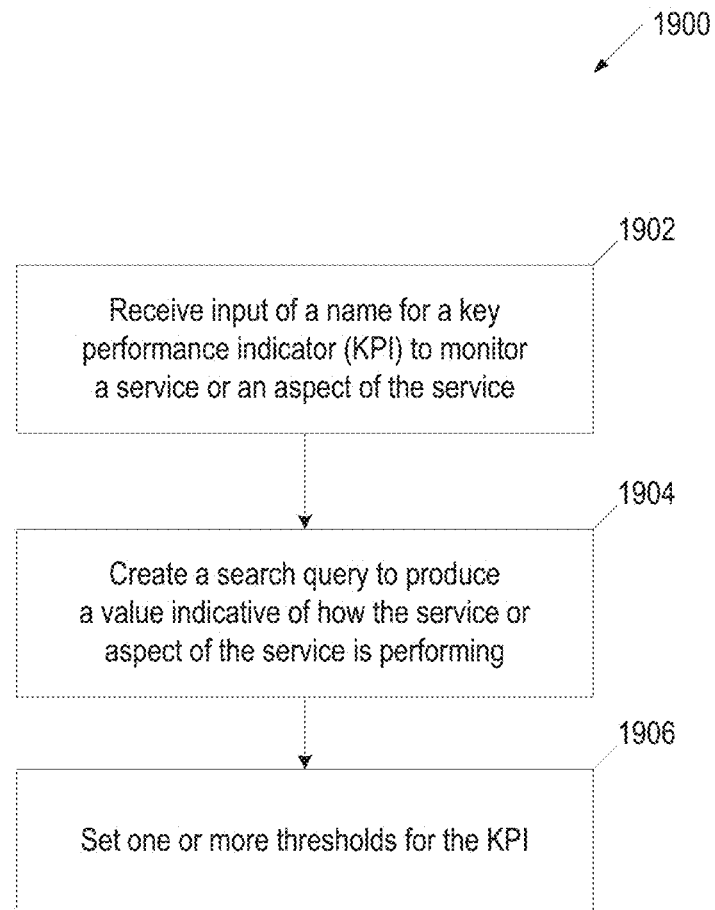 1900
1902
Receive input of a name for a key
performance indicator (KPI) to monitor
a service or an aspect of the service
1904
Create a search query to produce
a value indicative of how the service or
aspect of the service is performing
1906
Set one or more thresholds for the KPI